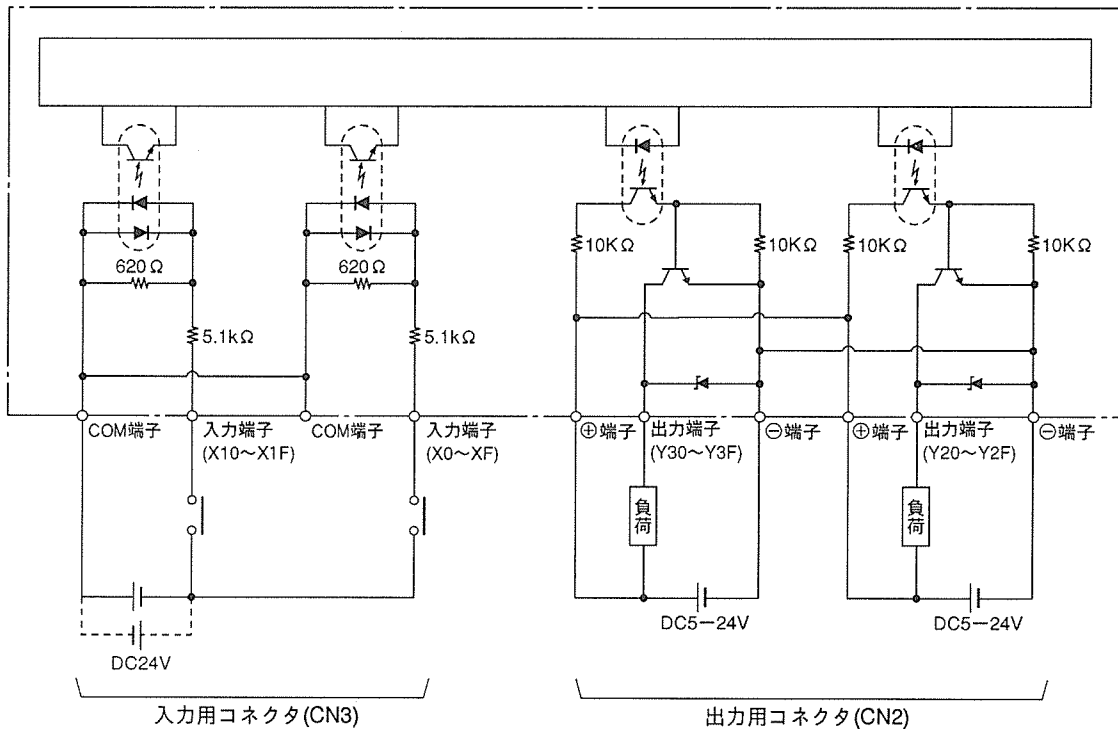 620Ω
5.1kΩ
620Ω
5.1kΩ
10KΩ
10KΩ
10KΩ
10KΩ
COM端子
入力端子
(X10～X1F)
COM端子
入力端子
(X0～XF)
⊕端子
出力端子
(Y30～Y3F)
⊖端子
⊕端子
出力端子
(Y20～Y2F)
⊖端子
負荷
負荷
DC24V
DC5－24V
DC5－24V
入力用コネクタ(CN3)
出力用コネクタ(CN2)